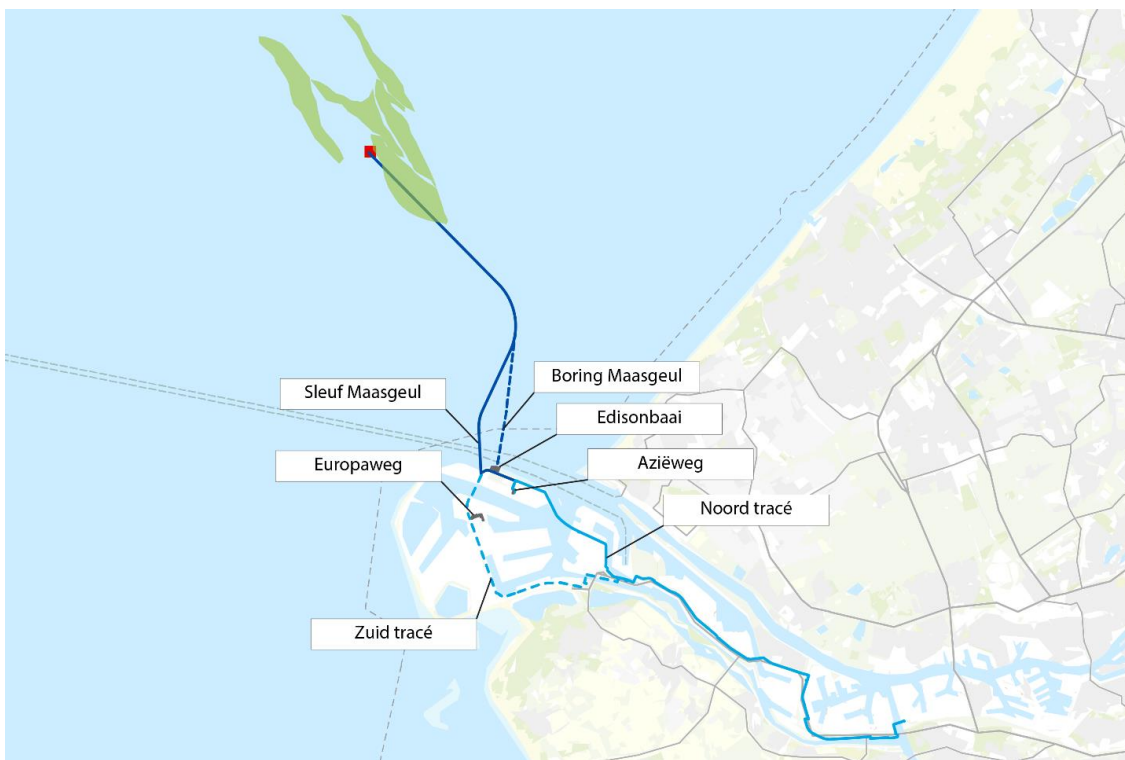 Boring Maasgeul
Sleuf Maasgeul
Edisonbaai
Europaweg
Aziëweg
Noord tracé
Zuid tracé